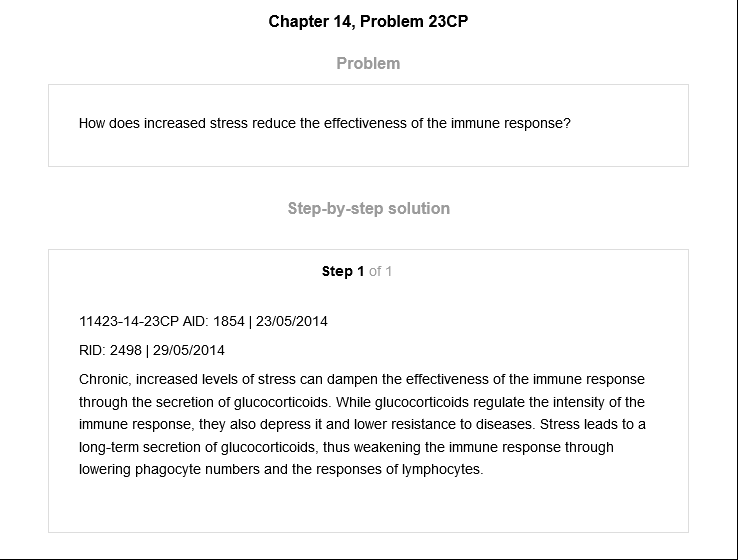 Chapter 14, Problem 23CP
Problem
How does increased stress reduce the effectiveness of the immune response?
Step-by-step solution
Step 1 of 1
11423-14-23CP AID: 1854 | 23/05/2014
RID: 2498 | 29/05/2014
Chronic, increased levels of stress can dampen the effectiveness of the immune response
through the secretion of glucocorticoids. While glucocorticoids regulate the intensity of the
immune response, they also depress it and lower resistance to diseases. Stress leads to a
long-term secretion of glucocorticoids, thus weakening the immune response through
lowering phagocyte numbers and the responses of lymphocytes.